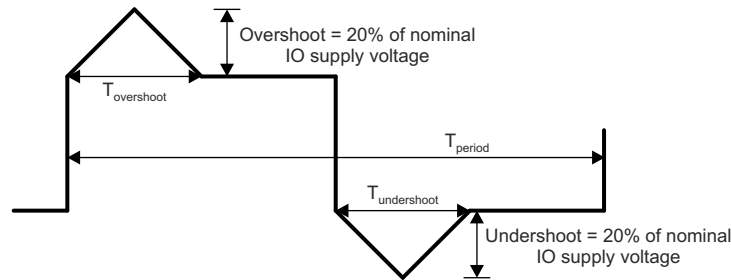 Overshoot = 20% of nominal
IO supply voltage
Tovershoot
Tperiod
Tundershoot
Undershoot = 20% of nominal
IO supply voltage